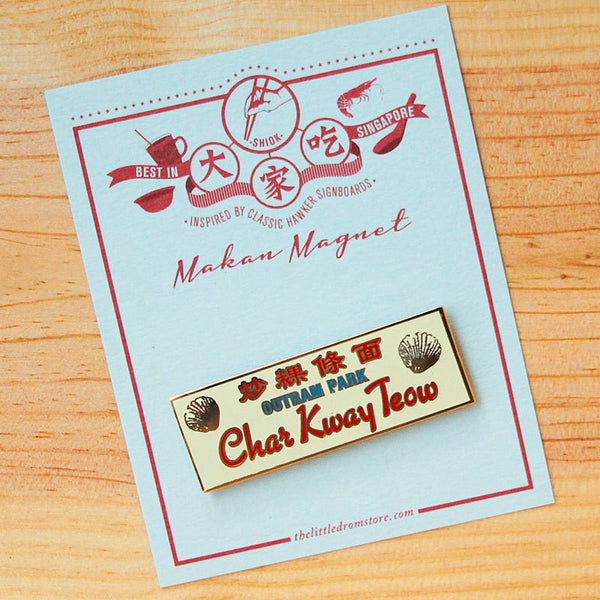 SHIOK
BEST IN
大家吃
SINGAPORE
• INSPIRED BY CLASSIC HAWKER SIGNBOARDS •
Makan Magnet
炒粿條面
OUTRAM PARK
Char Kway Teow
thelittledromstore.com